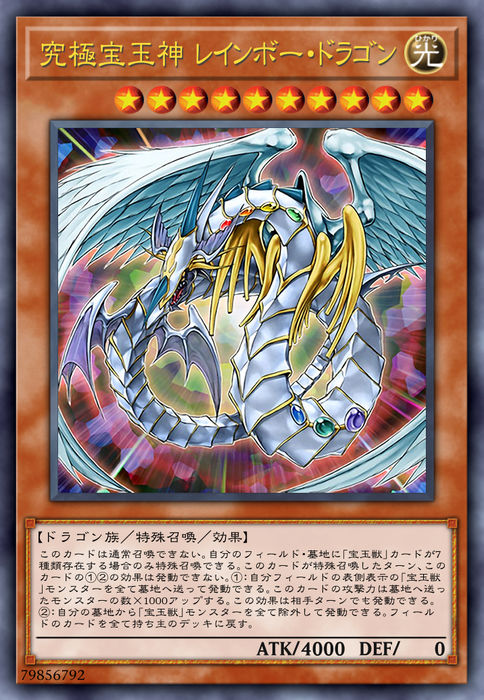 究極宝玉神 レインボー・ドラゴン
ひかり
光
【ドラゴン族/特殊召喚/効果】
このカードは通常召喚できない。自分のフィールド・墓地に「宝玉獣」カードが7
種類存在する場合のみ特殊召喚できる。このカードが特殊召喚したターン、この
カードの①②の効果は発動できない。①:自分フィールドの表側表示の「宝玉獣」
モンスターを全て墓地へ送って発動できる。このカードの攻撃力は墓地へ送っ
たモンスターの数×1000アップする。この効果は相手ターンでも発動できる。
②:自分の墓地から「宝玉獣」モンスターを全て除外して発動できる。フィール
ドのカードを全て持ち主のデッキに戻す。
ATK/4000 DEF/ 0
79856792